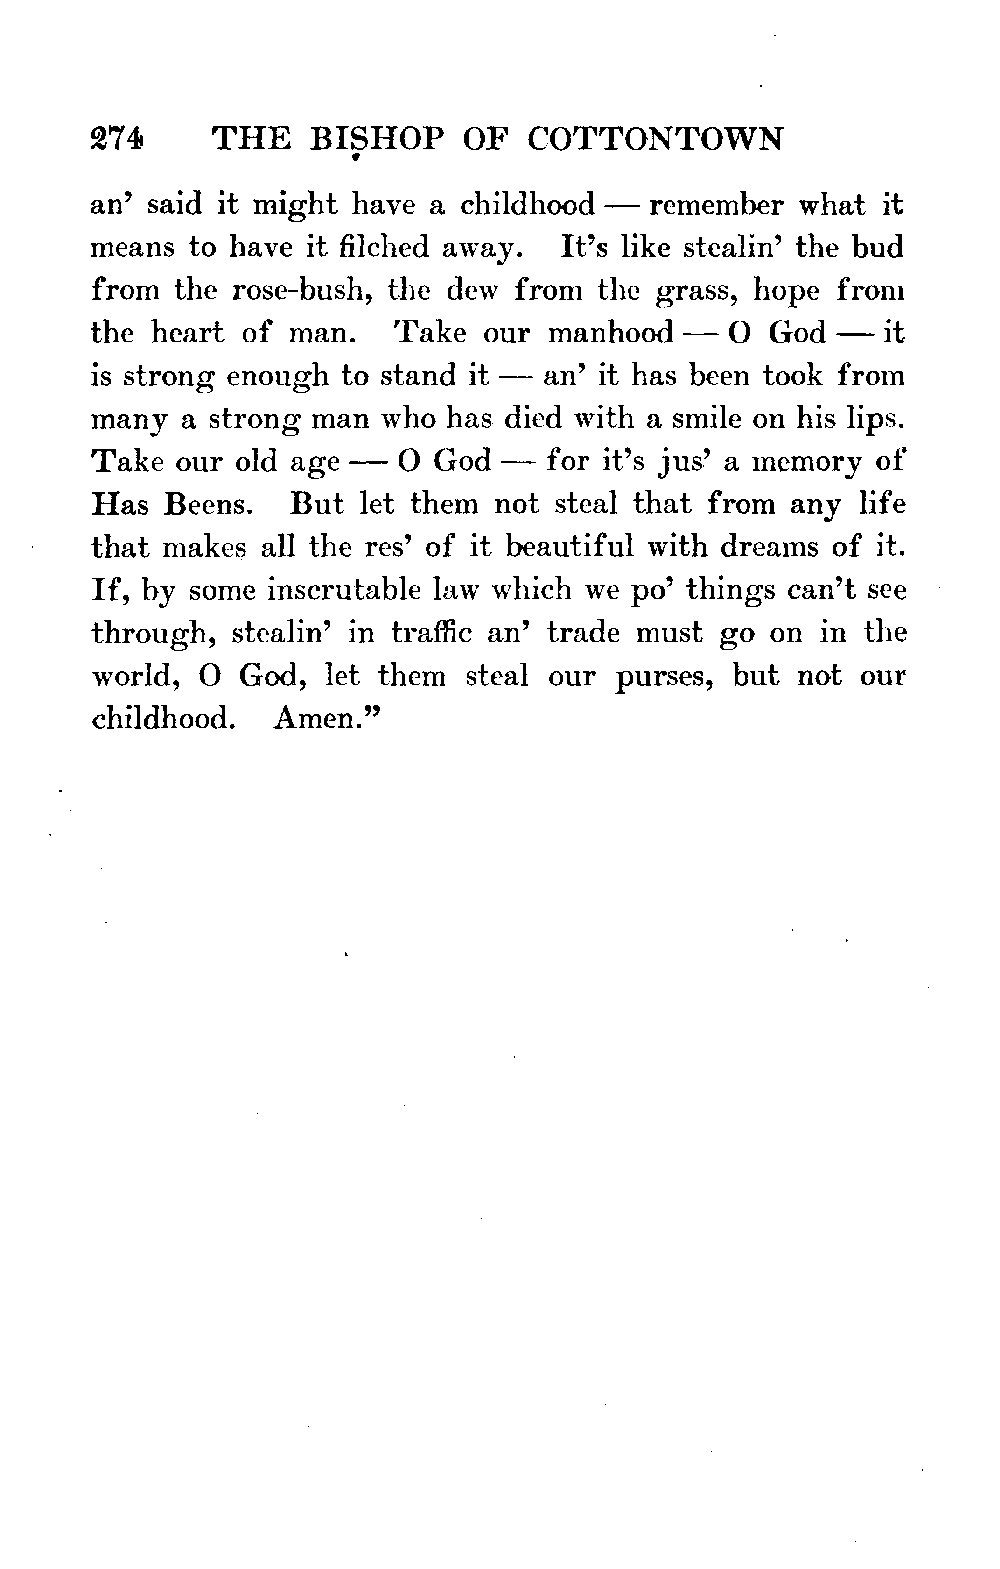 274 THE BISHOP OF COTTONTOWN
an’ said it might have a childhood — remember what it
means to have it filched away. It’s like stealin’ the bud
from the rose-bush, the dew from the grass, hope from
the heart of man. Take our manhood — O God — it
is strong enough to stand it — an’ it has been took from
many a strong man who has died with a smile on his lips.
Take our old age — O God — for it’s jus’ a memory of
Has Beens. But let them not steal that from any life
that makes all the res’ of it beautiful with dreams of it.
If, by some inscrutable law which we po’ things can’t see
through, stealin’ in traffic an’ trade must go on in the
world, O God, let them steal our purses, but not our
childhood. Amen.”